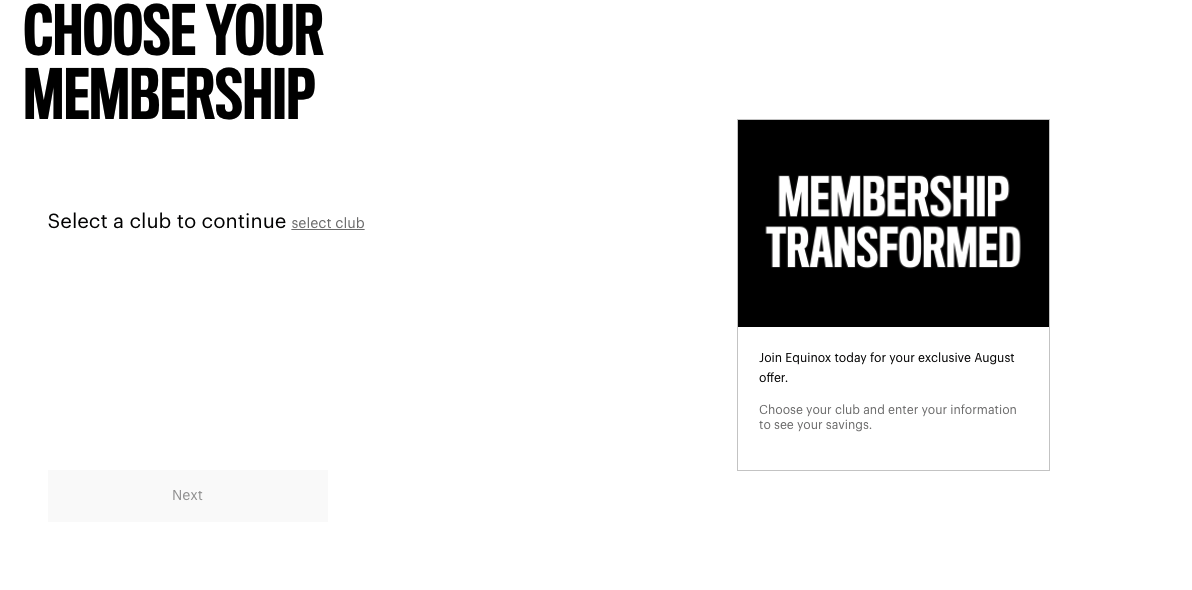 CHOOSE YOUR
MEMBERSHIP
Select a club to continue select club
Next
MEMBERSHIP
TRANSFORMED
Join Equinox today for your exclusive August
offer.
Choose your club and enter your information
to see your savings.